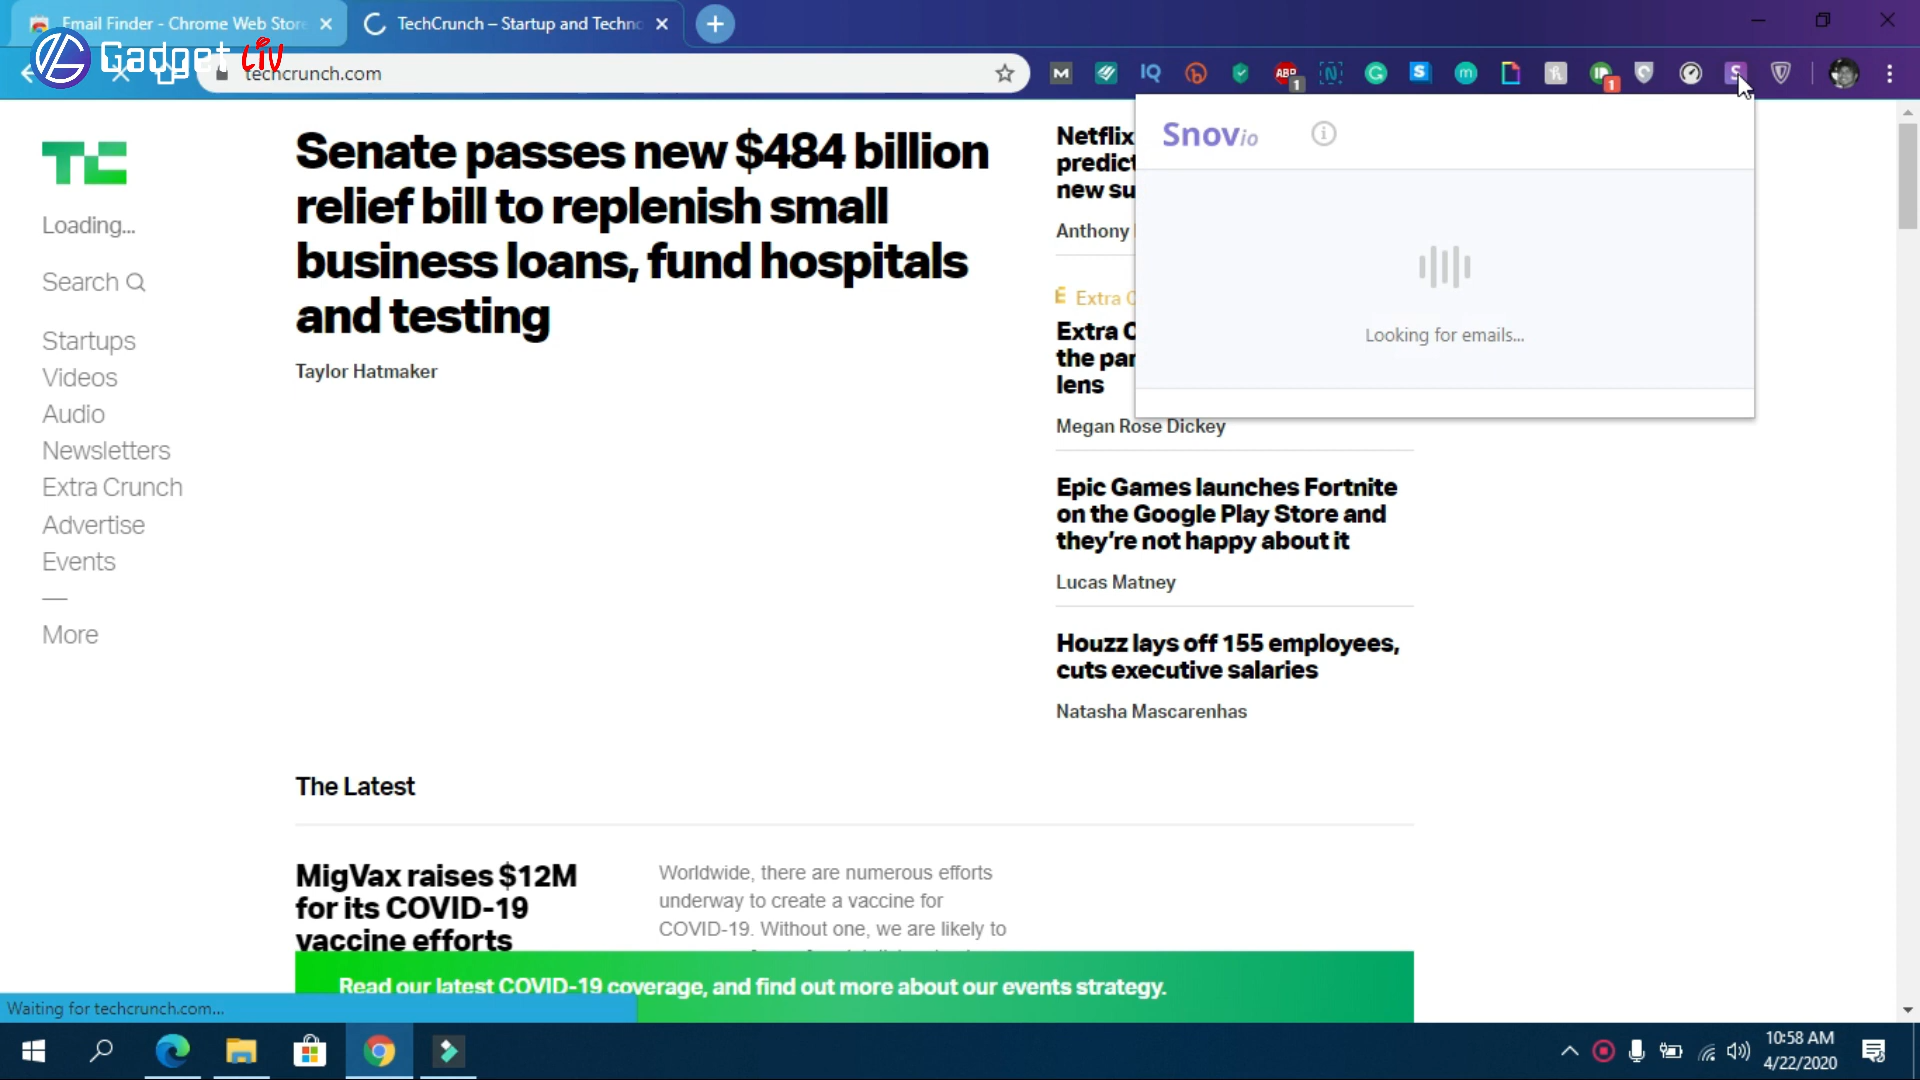 Email Finder - Chrome Web Store
TechCrunch – Startup and Techno
Gadget Liv
techcrunch.com
M
IQ
ABP
1
N
G
S
m
1
S
TC
Loading...
Search
Startups
Videos
Audio
Newsletters
Extra Crunch
Advertise
Events
—
More
Senate passes new $484 billion
relief bill to replenish small
business loans, fund hospitals
and testing
Taylor Hatmaker
Netflix
predict
new su
Anthony
Extra C
Extra C
the pan
lens
Megan Rose Dickey
Epic Games launches Fortnite
on the Google Play Store and
they’re not happy about it
Lucas Matney
Houzz lays off 155 employees,
cuts executive salaries
Natasha Mascarenhas
Snovio
Looking for emails...
The Latest
MigVax raises $12M
for its COVID-19
vaccine efforts
Worldwide, there are numerous efforts
underway to create a vaccine for
COVID-19. Without one, we are likely to
Read our latest COVID-19 coverage, and find out more about our events strategy.
Waiting for techcrunch.com...
10:58 AM
4/22/2020